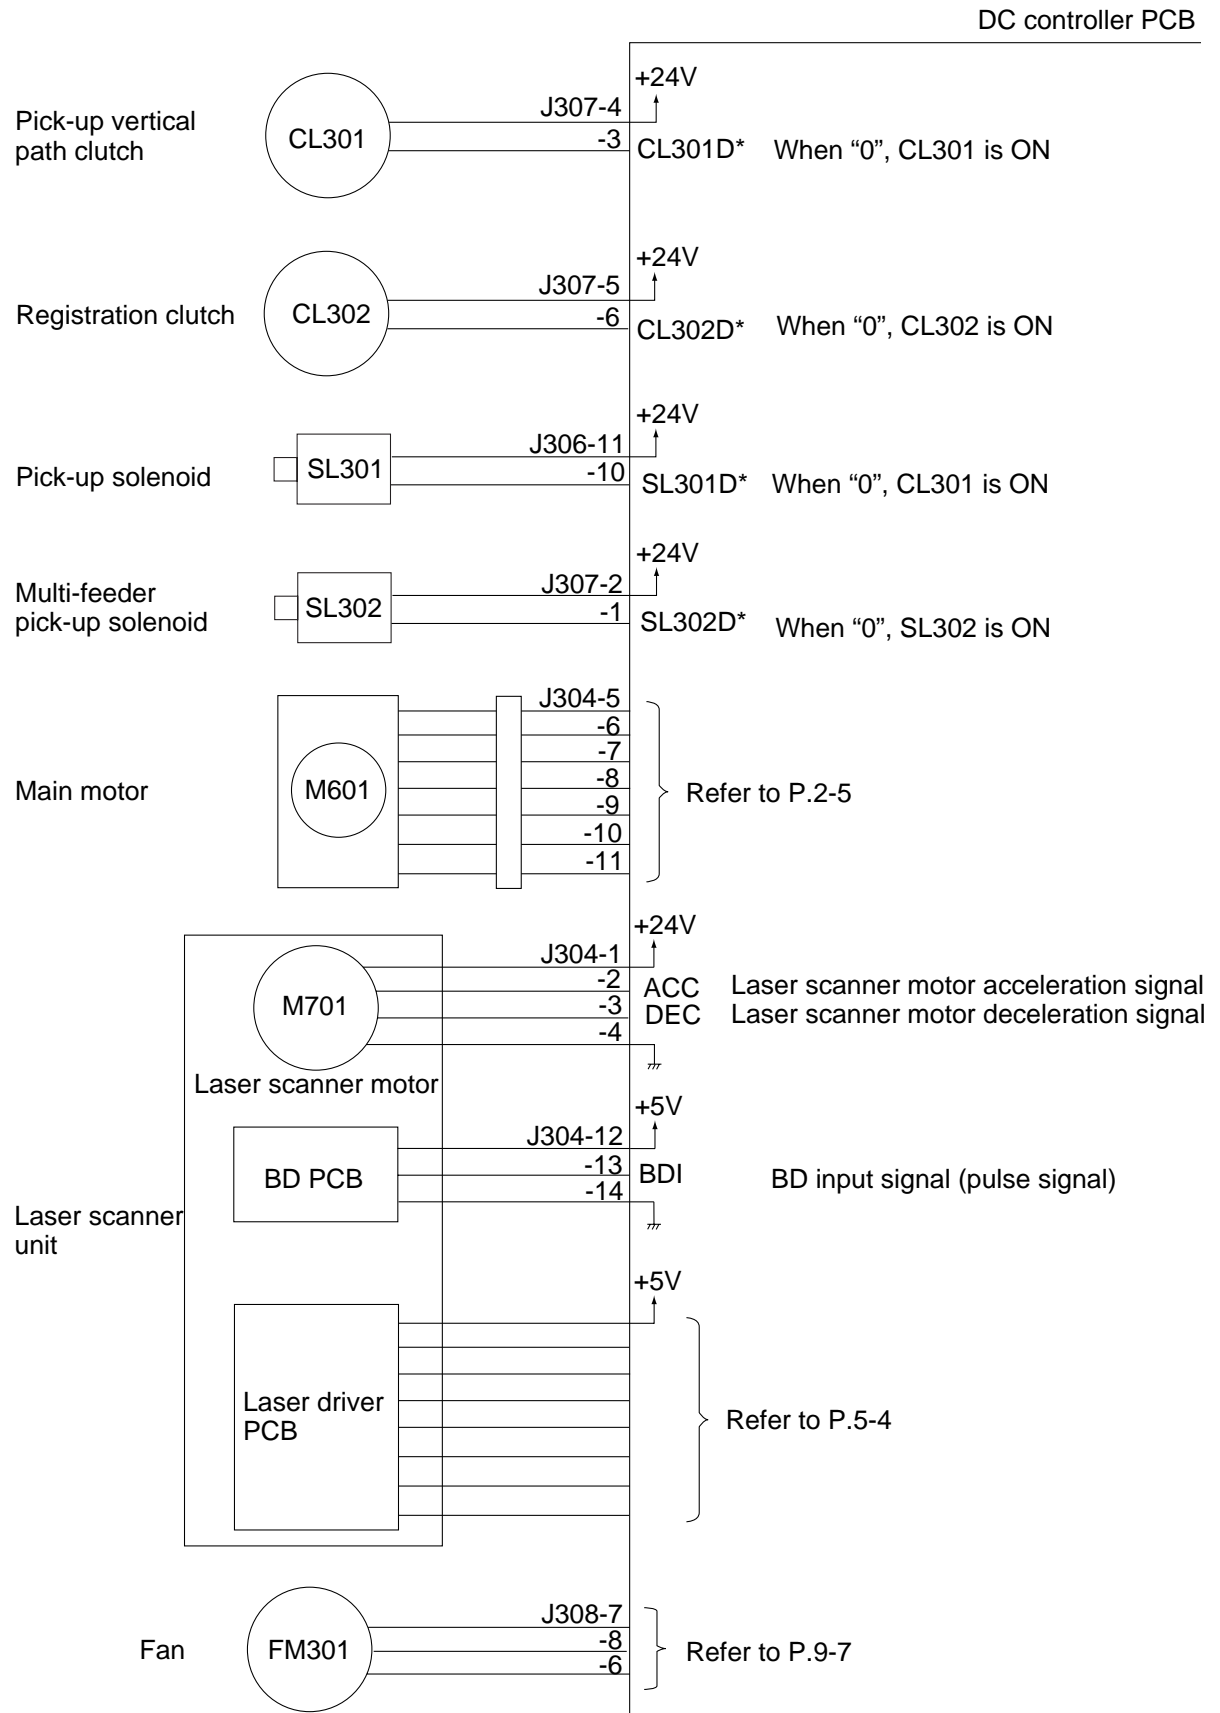 DC controller PCB
+24V
Pick-up vertical
path clutch
CL301
J307-4
-3
CL301D*
When “0”, CL301 is ON
+24V
Registration clutch
CL302
J307-5
-6
CL302D*
When “0”, CL302 is ON
+24V
Pick-up solenoid
SL301
J306-11
-10
SL301D*
When “0”, CL301 is ON
+24V
Multi-feeder
pick-up solenoid
SL302
J307-2
-1
SL302D*
When “0”, SL302 is ON
Main motor
M601
J304-5
-6
-7
-8
-9
-10
-11
Refer to P.2-5
+24V
M701
J304-1
-2
-3
-4
ACC
Laser scanner motor acceleration signal
DEC
Laser scanner motor deceleration signal
Laser scanner motor
+5V
BD PCB
J304-12
-13
-14
BDI
BD input signal (pulse signal)
Laser scanner
unit
+5V
Laser driver
PCB
Refer to P.5-4
Fan
FM301
J308-7
-8
-6
Refer to P.9-7